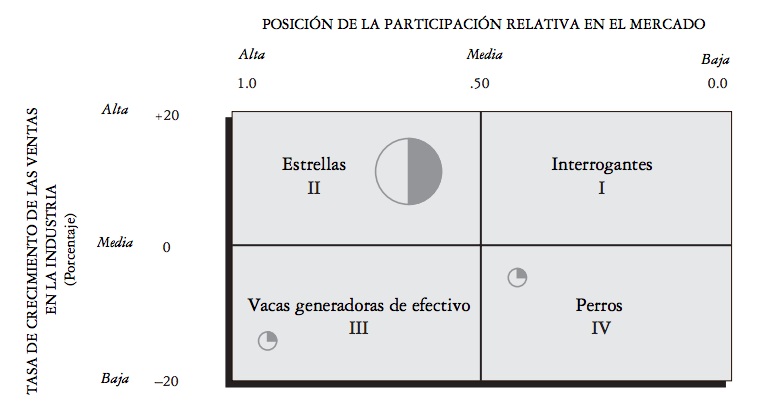 POSICIÓN DE LA PARTICIPACIÓN RELATIVA EN EL MERCADO
Alta
Media
Baja
1.0
.50
0.0
TASA DE CRECIMIENTO DE LAS VENTAS
EN LA INDUSTRIA
(Porcentaje)
Alta
+20
Media
0
Baja
–20
Estrellas
II
Interrogantes
I
Vacas generadoras de efectivo
III
Perros
IV